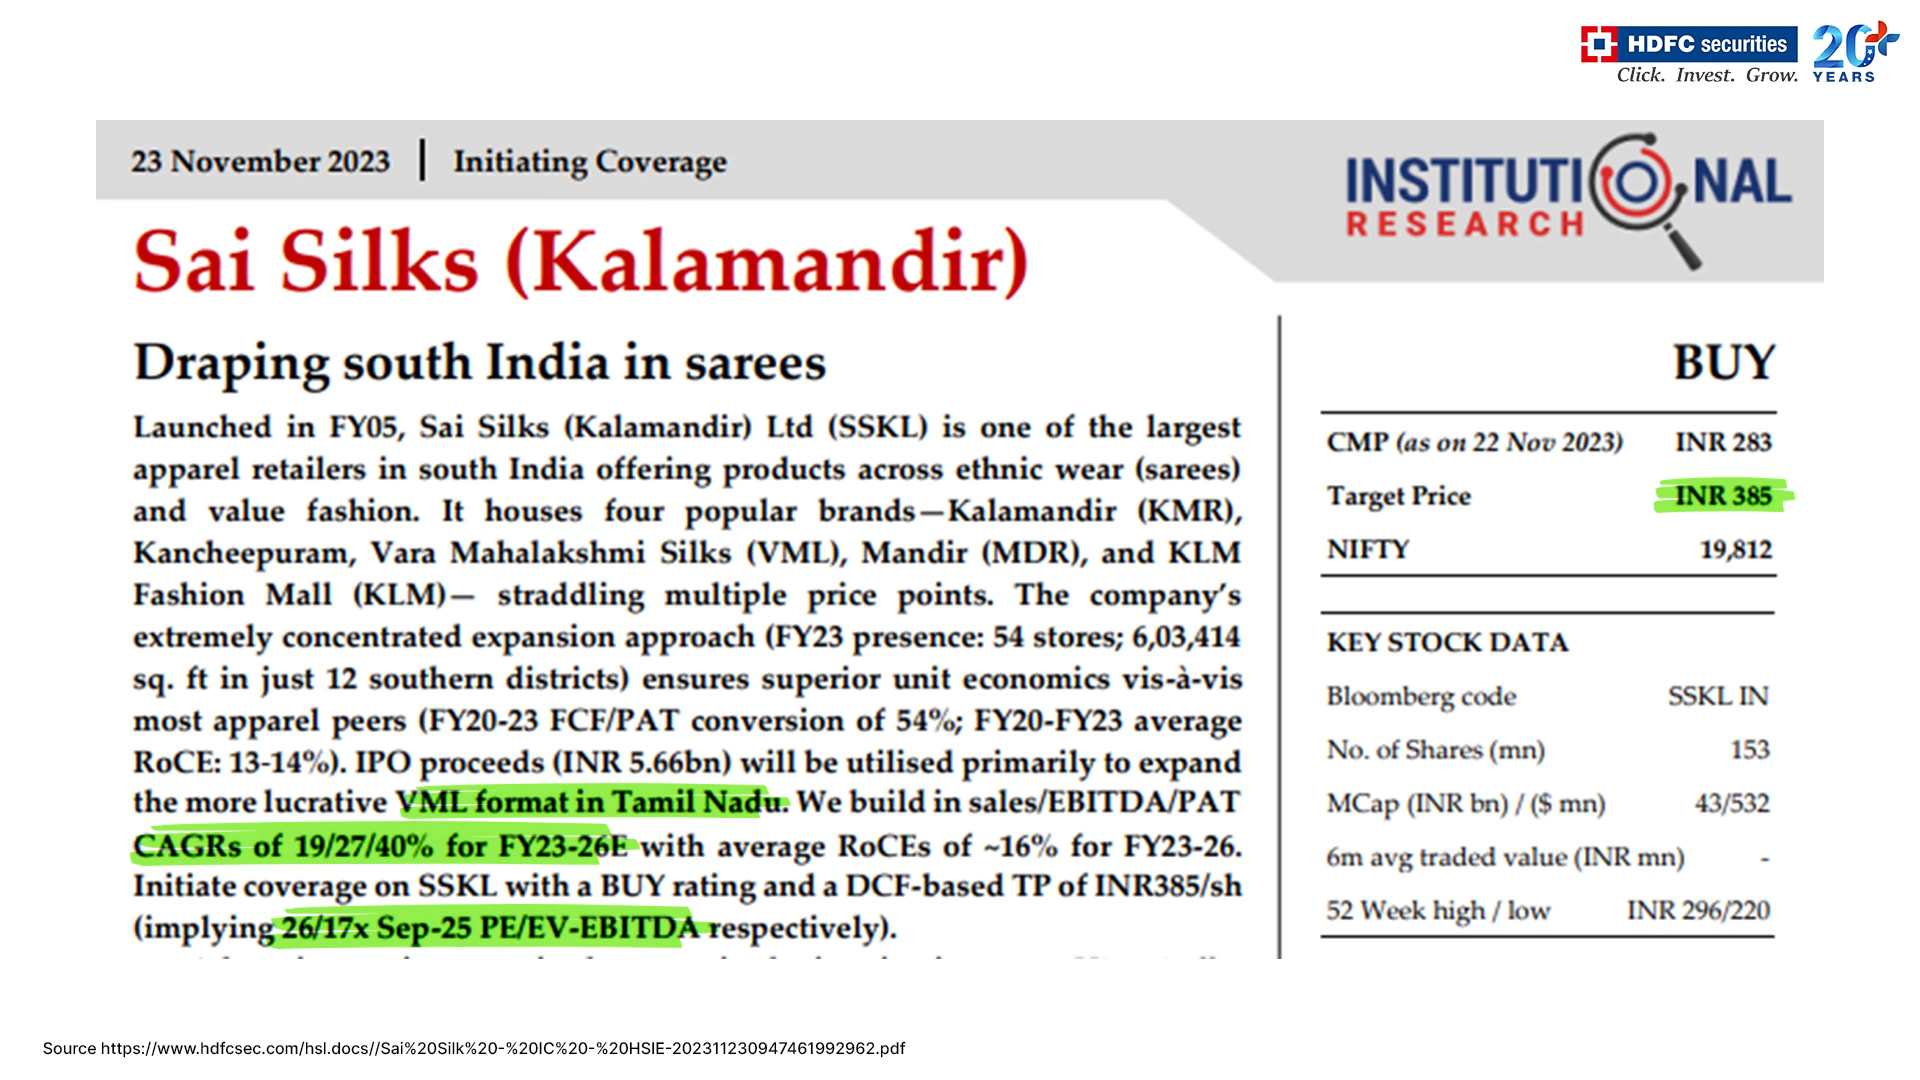 HDFC securities
Click. Invest. Grow.
20
YEARS
23 November 2023 | Initiating Coverage
INSTITUTIONAL
RESEARCH
Sai Silks (Kalamandir)
Draping south India in sarees
Launched in FY05, Sai Silks (Kalamandir) Ltd (SSKL) is one of the largest
apparel retailers in south India offering products across ethnic wear (sarees)
and value fashion. It houses four popular brands—Kalamandir (KMR),
Kancheepuram, Vara Mahalakshmi Silks (VML), Mandir (MDR), and KLM
Fashion Mall (KLM)— straddling multiple price points. The company's
extremely concentrated expansion approach (FY23 presence: 54 stores; 6,03,414
sq. ft in just 12 southern districts) ensures superior unit economics vis-à-vis
most apparel peers (FY20-23 FCF/PAT conversion of 54%; FY20-FY23 average
RoCE: 13-14%). IPO proceeds (INR 5.66bn) will be utilised primarily to expand
the more lucrative VML format in Tamil Nadu. We build in sales/EBITDA/PAT
CAGRs of 19/27/40% for FY23-26E with average RoCEs of ~16% for FY23-26.
Initiate coverage on SSKL with a BUY rating and a DCF-based TP of INR385/sh
(implying 26/17x Sep-25 PE/EV-EBITDA respectively).
BUY
CMP (as on 22 Nov 2023) INR 283
Target Price INR 385
NIFTY 19,812
KEY STOCK DATA
Bloomberg code SSKL IN
No. of Shares (mn) 153
MCap (INR bn) / ($ mn) 43/532
6m avg traded value (INR mn) -
52 Week high / low INR 296/220
Source https://www.hdfcsec.com/hsl.docs//Sai%20Silk%20-%20IC%20-%20HSIE-202311230947461992962.pdf